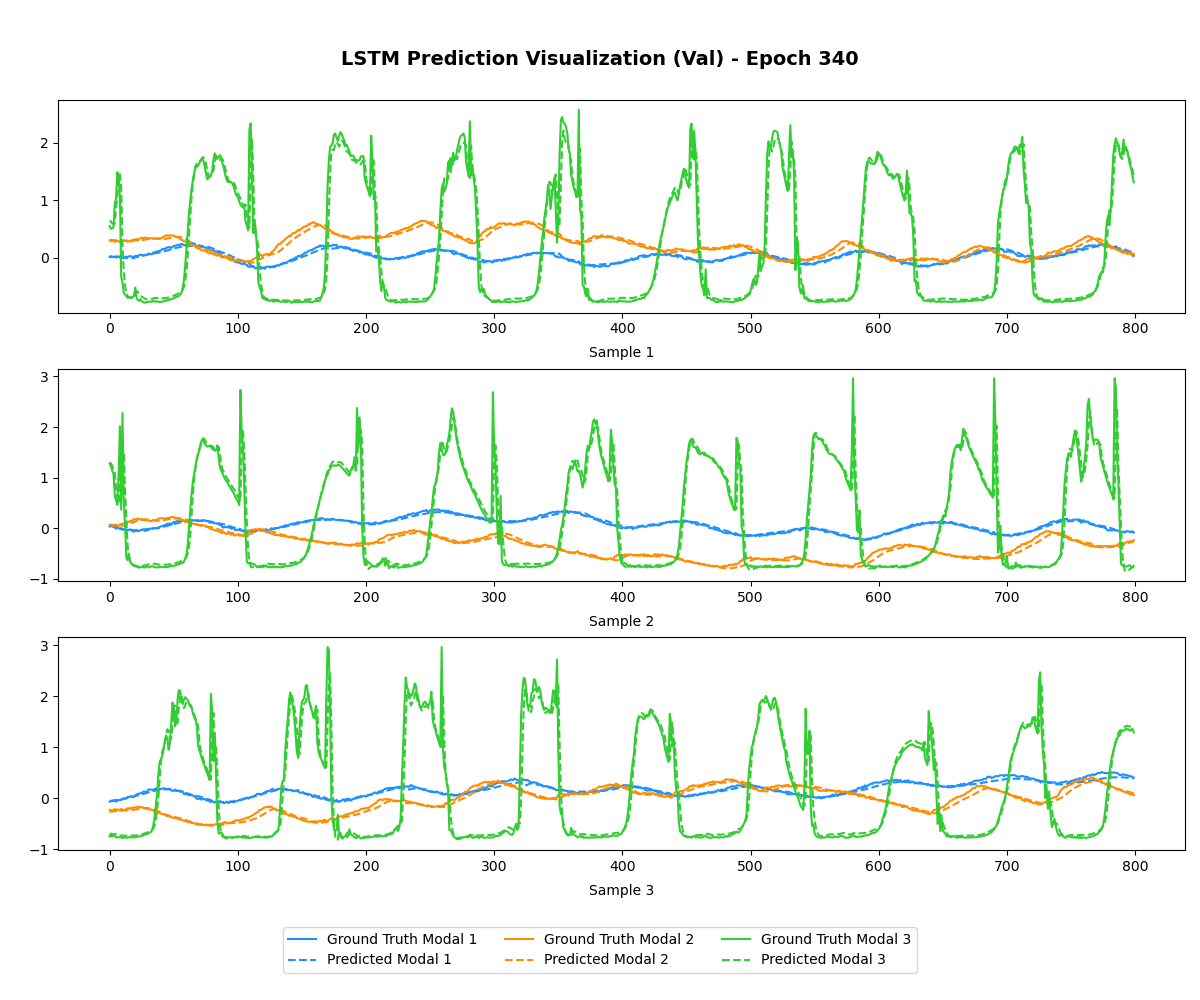 LSTM Prediction Visualization (Val) - Epoch 340
2
1
0
0 100 200 300 400 500 600 700 800
Sample 1
3
2
1
0
−1
0 100 200 300 400 500 600 700 800
Sample 2
3
2
1
0
−1
0 100 200 300 400 500 600 700 800
Sample 3
Ground Truth Modal 1 Ground Truth Modal 2 Ground Truth Modal 3
Predicted Modal 1 Predicted Modal 2 Predicted Modal 3